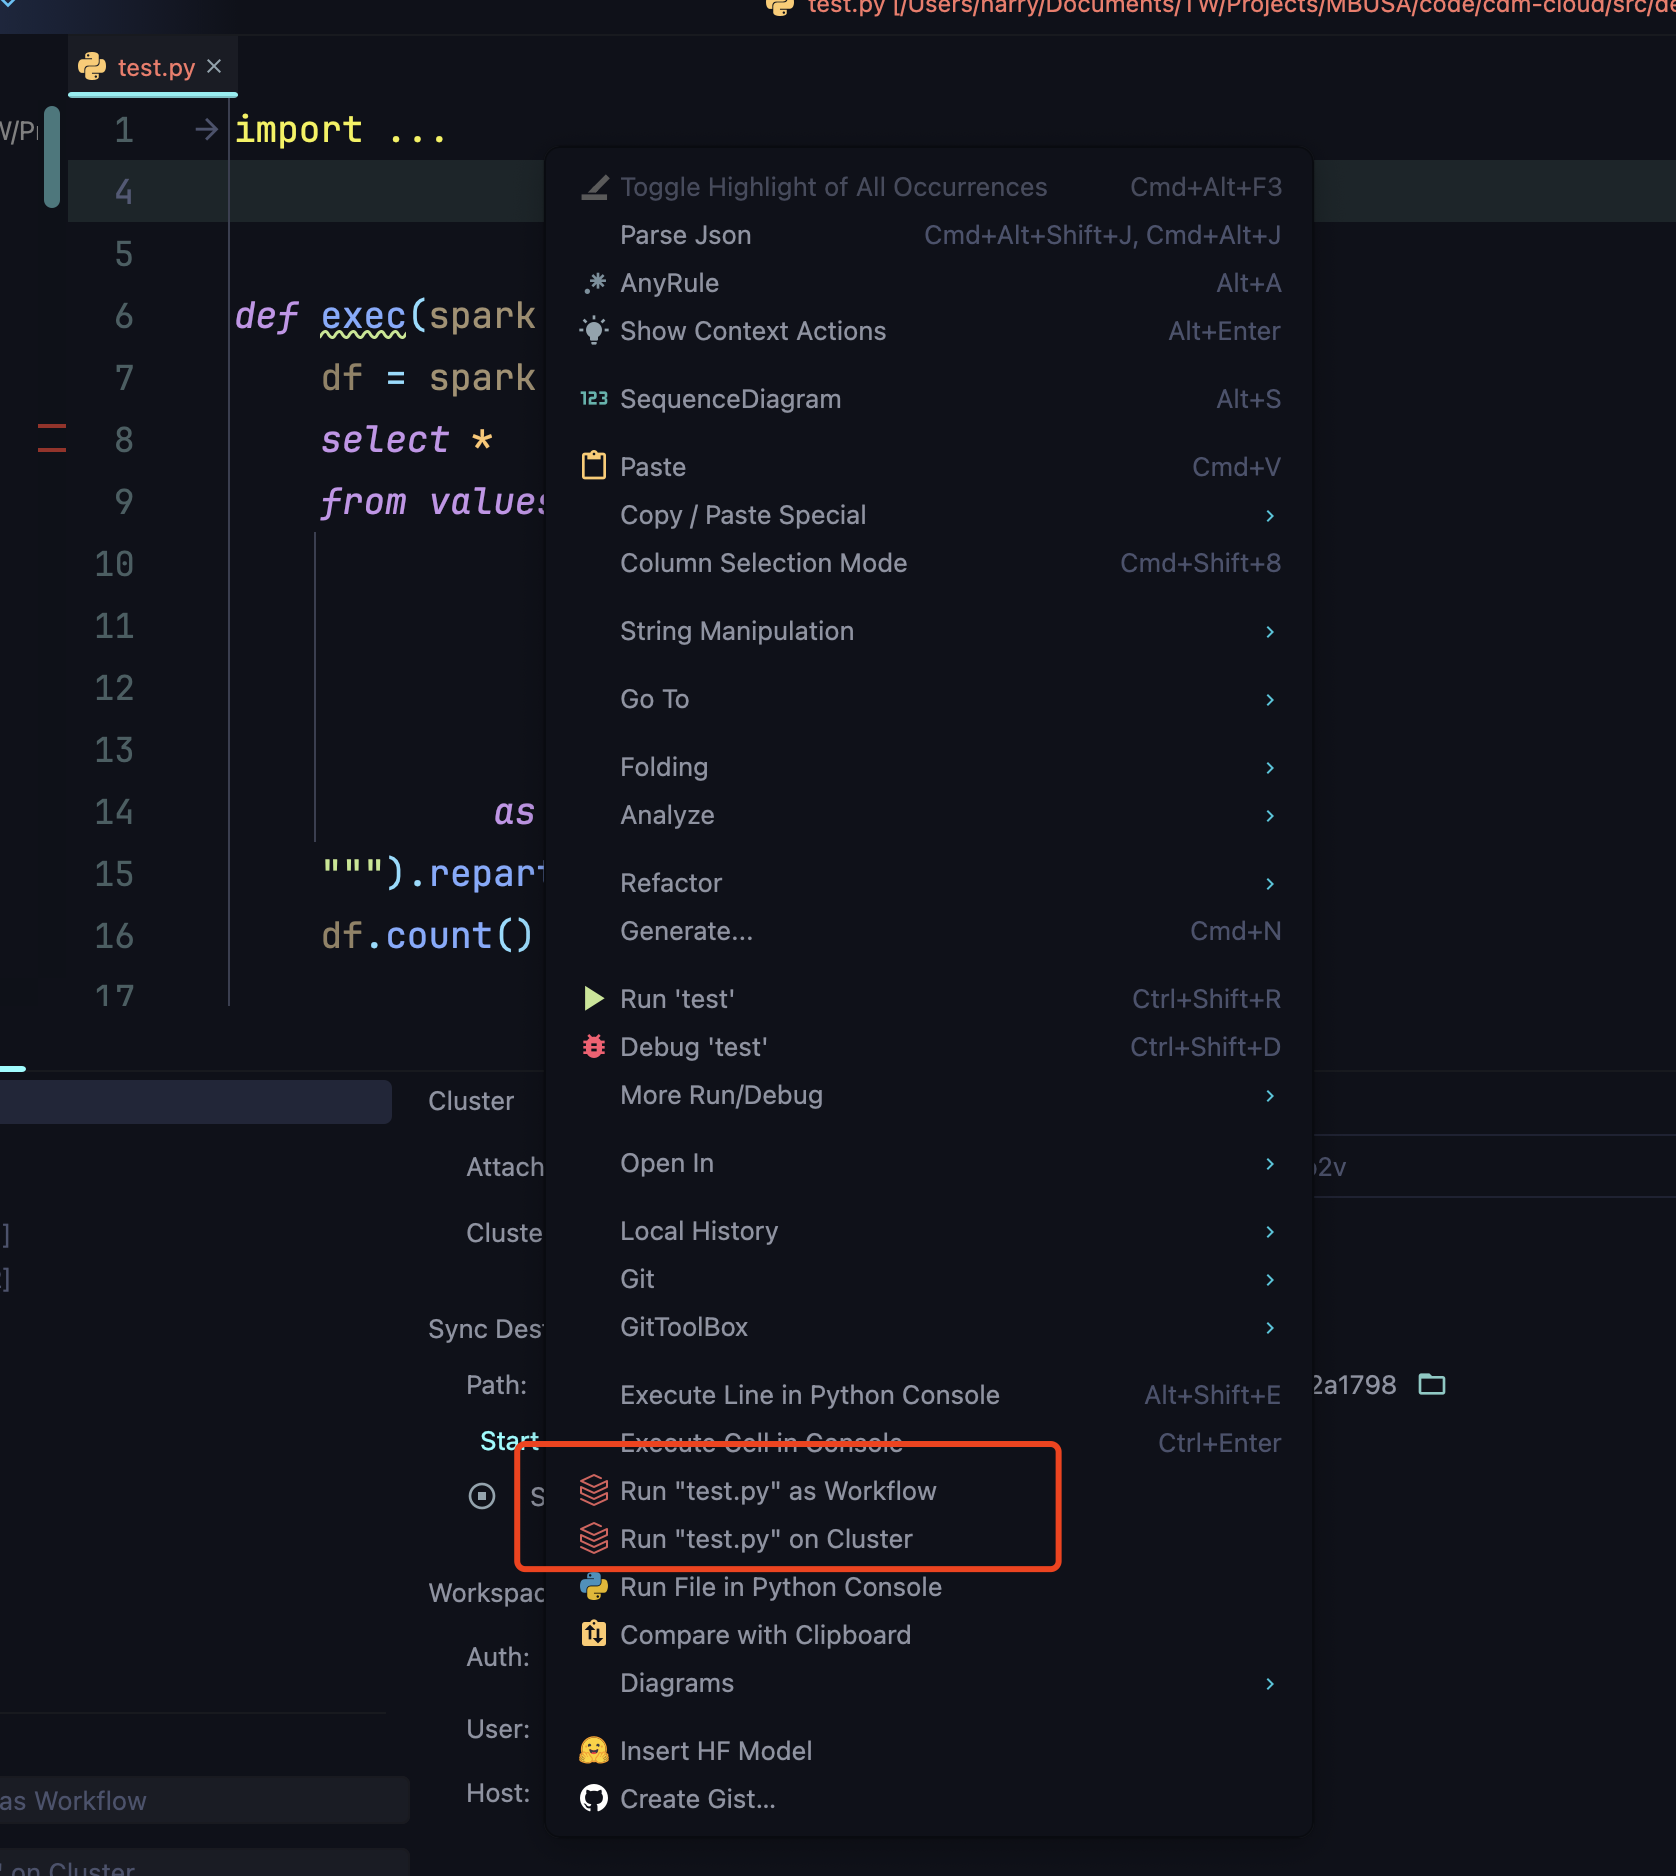 test.py [/Users/harry/Documents/TW/Projects/MBUSA/code/cdm-cloud/src/de
test.py
1 import ...
4
5
6 def exec(spark
7 df = spark
8 select *
9 from values
10
11
12
13
14 as
15 """).repart
16 df.count()
17
Toggle Highlight of All Occurrences Cmd+Alt+F3
Parse Json Cmd+Alt+Shift+J, Cmd+Alt+J
AnyRule Alt+A
Show Context Actions Alt+Enter
123 SequenceDiagram Alt+S
Paste Cmd+V
Copy / Paste Special
Column Selection Mode Cmd+Shift+8
String Manipulation
Go To
Folding
Analyze
Refactor
Generate... Cmd+N
Run 'test' Ctrl+Shift+R
Debug 'test' Ctrl+Shift+D
More Run/Debug
Open In
Local History
Git
GitToolBox
Execute Line in Python Console Alt+Shift+E
Execute Cell in Console Ctrl+Enter
Run "test.py" as Workflow
Run "test.py" on Cluster
Run File in Python Console
Compare with Clipboard
Diagrams
Insert HF Model
Create Gist...
Cluster
Attach
Cluste
Sync Dest
Path:
2a1798
Start
S
Workspac
Auth:
User:
Host:
as Workflow
on Cluster